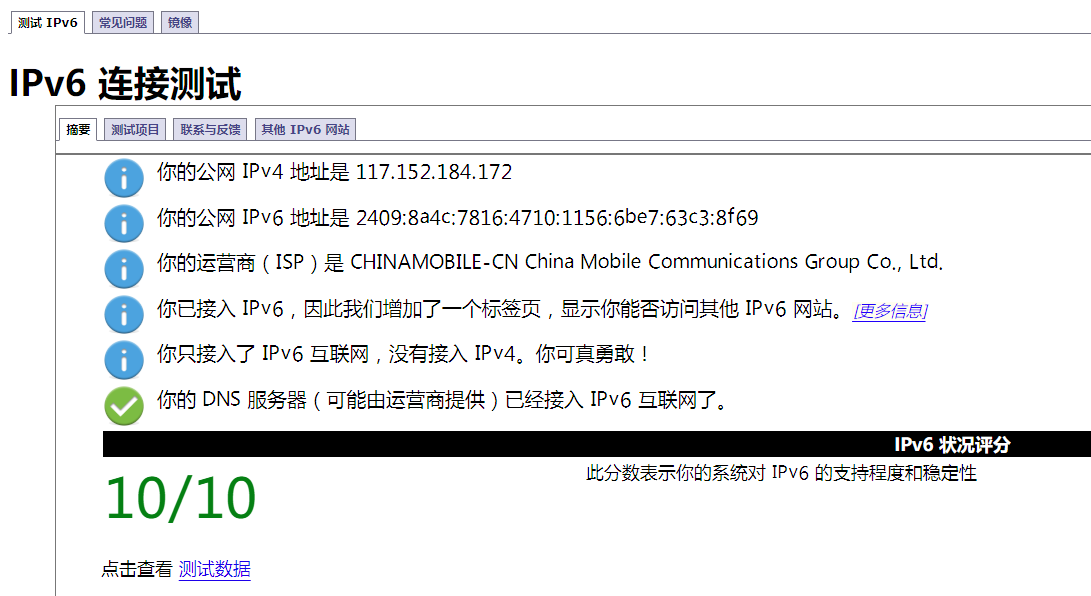 测试 IPv6 常见问题 镜像
IPv6 连接测试
摘要 测试项目 联系与反馈 其他 IPv6 网站
你的公网 IPv4 地址是 117.152.184.172
你的公网 IPv6 地址是 2409:8a4c:7816:4710:1156:6be7:63c3:8f69
你的运营商（ISP）是 CHINAMOBILE-CN China Mobile Communications Group Co., Ltd.
你已接入 IPv6，因此我们增加了一个标签页，显示你能否访问其他 IPv6 网站。[更多信息]
你只接入了 IPv6 互联网，没有接入 IPv4。你可真勇敢！
你的 DNS 服务器（可能由运营商提供）已经接入 IPv6 互联网了。
IPv6 状况评分
10/10 此分数表示你的系统对 IPv6 的支持程度和稳定性
点击查看 测试数据